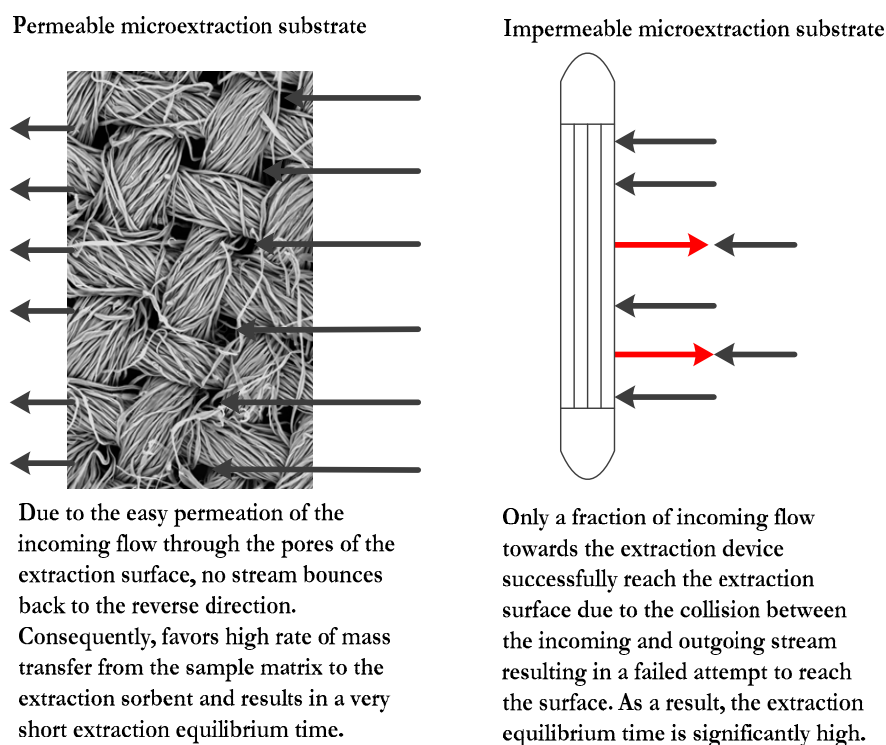 Permeable microextraction substrate
Impermeable microextraction substrate
Due to the easy permeation of the
incoming flow through the pores of the
extraction surface, no stream bounces
back to the reverse direction.
Consequently, favors high rate of mass
transfer from the sample matrix to the
extraction sorbent and results in a very
short extraction equilibrium time.
Only a fraction of incoming flow
towards the extraction device
successfully reach the extraction
surface due to the collision between
the incoming and outgoing stream
resulting in a failed attempt to reach
the surface. As a result, the extraction
equilibrium time is significantly high.